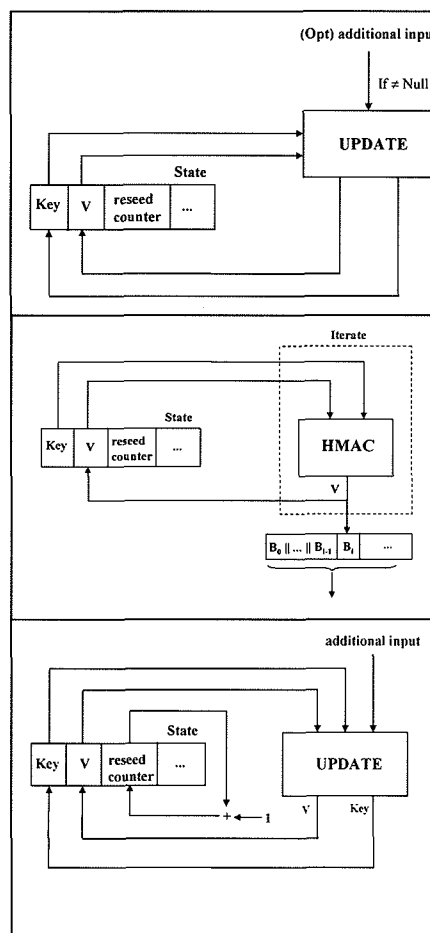 (Opt) additional input
If ≠ Null
UPDATE
State
Key V reseed counter ...
Iterate
State
Key V reseed counter ...
HMAC
V
B0 || ... || Bi-1 Bi ...
additional input
State
Key V reseed counter ...
UPDATE
V Key
+ 1